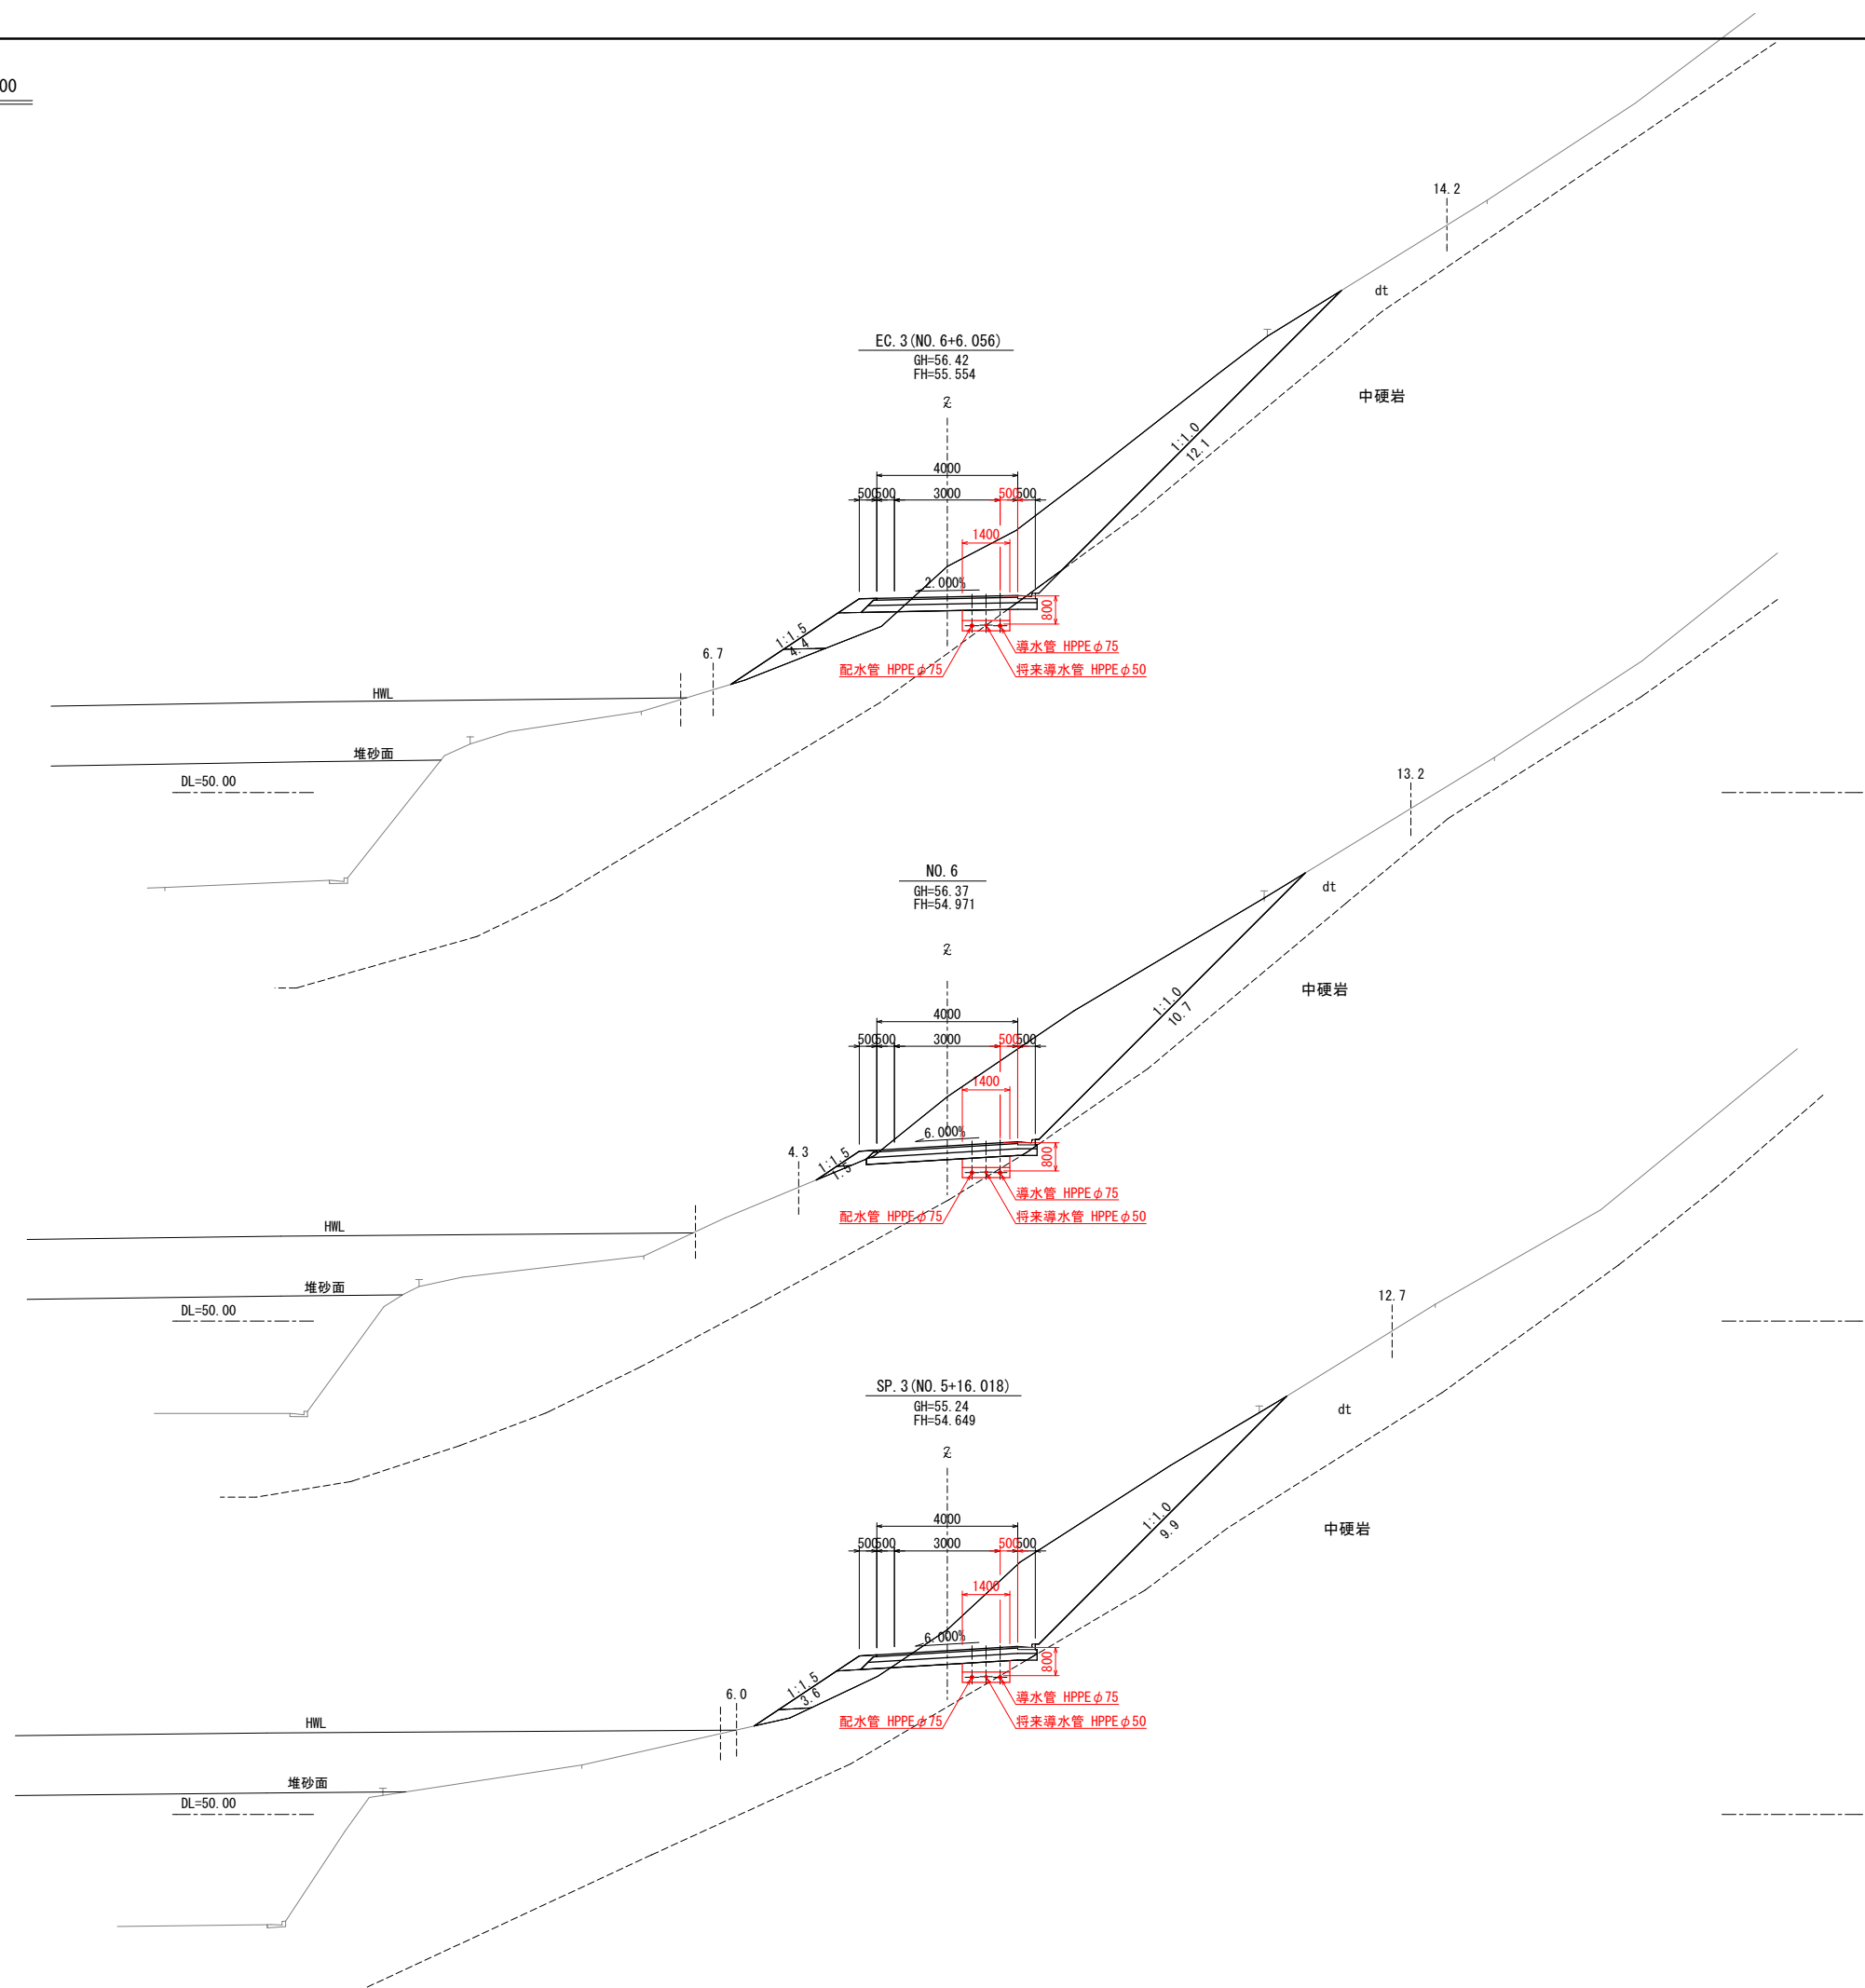 00
14.2
dt
EC.3(NO.6+6.056)
GH=56.42
FH=55.554
中硬岩
1:1.0
12.1
4000
500 500 3000 500 500
1400
2.000%
800
1:1.5
4.4
6.7
導水管 HPPEφ75
配水管 HPPEφ75 将来導水管 HPPEφ50
HWL
堆砂面
DL=50.00
13.2
NO.6
GH=56.37
FH=54.971
dt
中硬岩
1:1.0
10.7
4000
500 500 3000 500 500
1400
6.000%
800
4.3
1:1.5
1.5
導水管 HPPEφ75
配水管 HPPEφ75 将来導水管 HPPEφ50
HWL
堆砂面
DL=50.00
12.7
SP.3(NO.5+16.018)
GH=55.24
FH=54.649
dt
中硬岩
1:1.0
9.9
4000
500 500 3000 500 500
1400
6.000%
800
1:1.5
3.6
6.0
導水管 HPPEφ75
配水管 HPPEφ75 将来導水管 HPPEφ50
HWL
堆砂面
DL=50.00